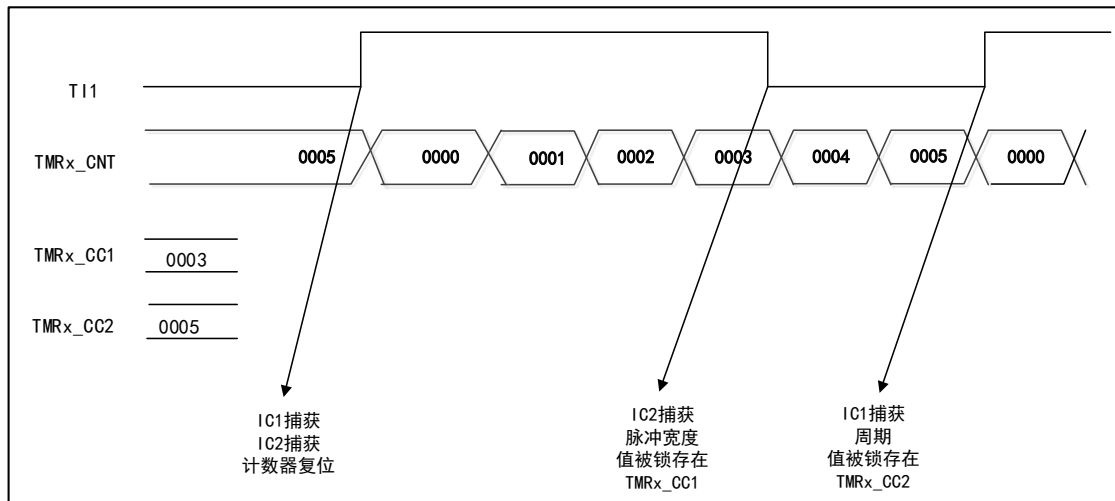 TI1
TMRx_CNT
0005 0000 0001 0002 0003 0004 0005 0000
TMRx_CC1
0003
TMRx_CC2
0005
IC1捕获
IC2捕获
计数器复位
IC2捕获
脉冲宽度
值被锁存在
TMRx_CC1
IC1捕获
周期
值被锁存在
TMRx_CC2